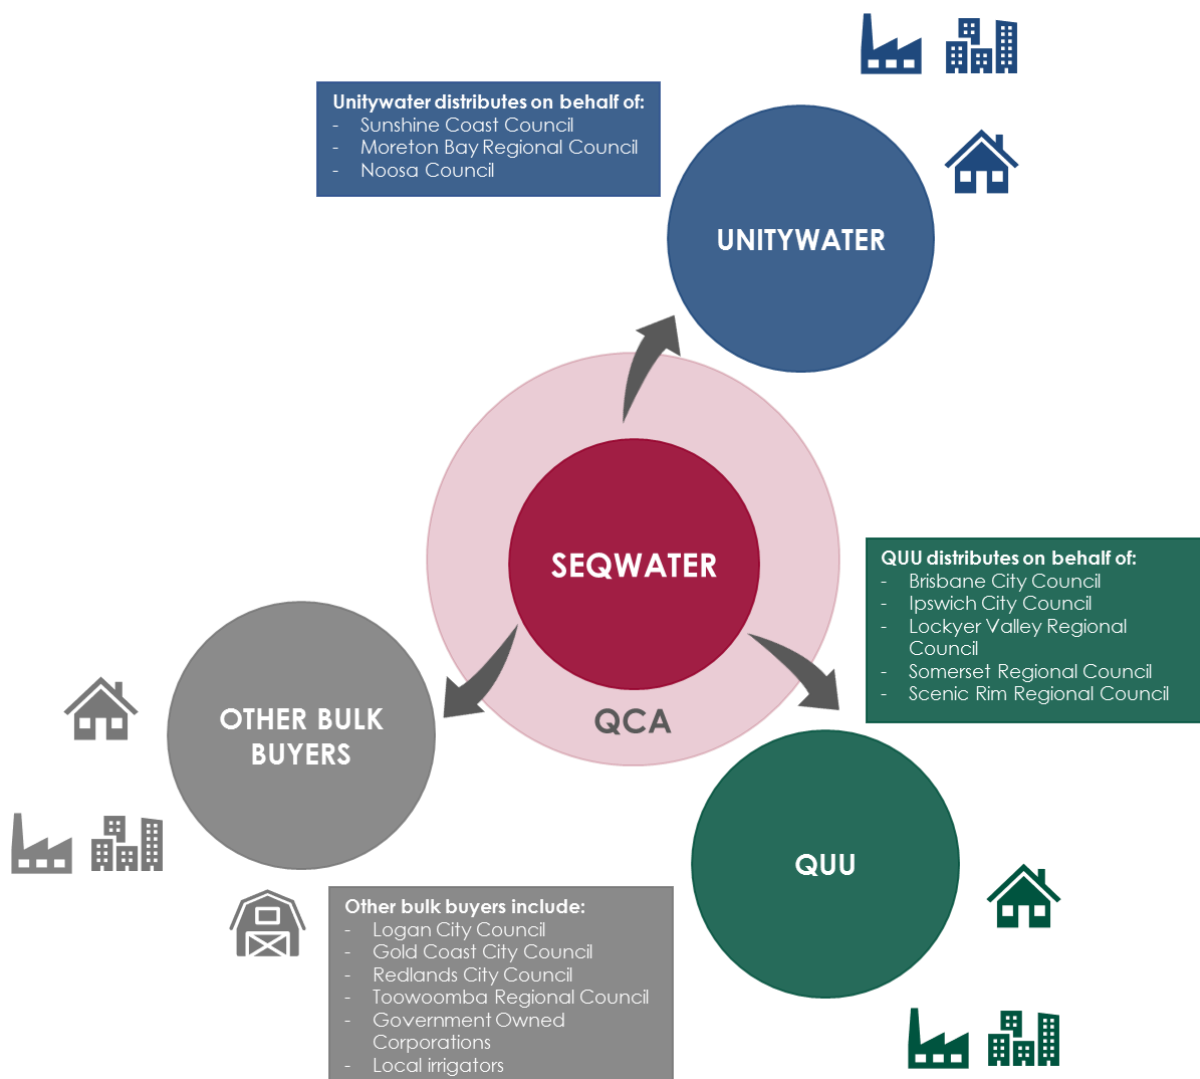 Unitywater distributes on behalf of:
- Sunshine Coast Council
- Moreton Bay Regional Council
- Noosa Council
UNITYWATER
SEQWATER
QCA
QUU distributes on behalf of:
- Brisbane City Council
- Ipswich City Council
- Lockyer Valley Regional
Council
- Somerset Regional Council
- Scenic Rim Regional Council
OTHER BULK
BUYERS
QUU
Other bulk buyers include:
- Logan City Council
- Gold Coast City Council
- Redlands City Council
- Toowoomba Regional Council
- Government Owned
Corporations
- Local irrigators